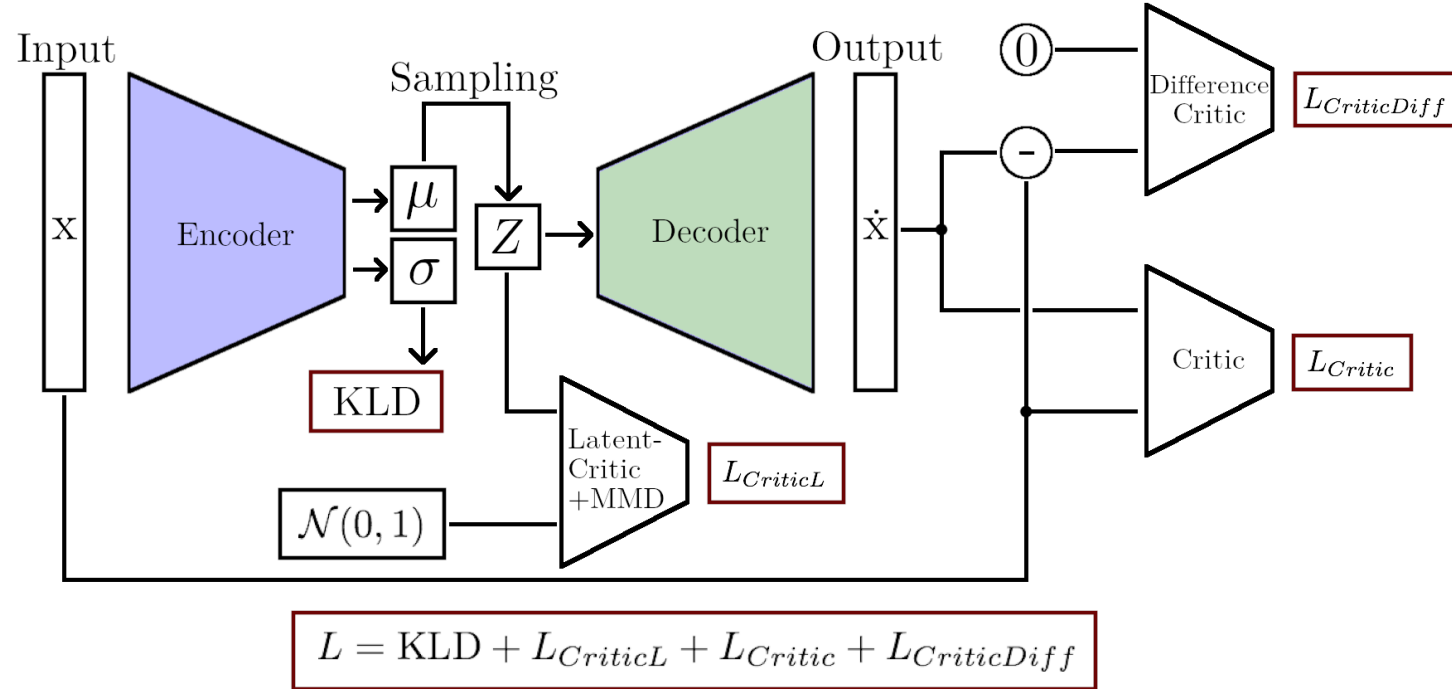 Input
Sampling
Output
0
Difference
Critic
L_{CriticDiff}
x
Encoder
μ
σ
Z
Decoder
ẋ
-
KLD
Latent-
Critic
+MMD
L_{CriticL}
Critic
L_{Critic}
𝒩(0, 1)
L = KLD + L_{CriticL} + L_{Critic} + L_{CriticDiff}